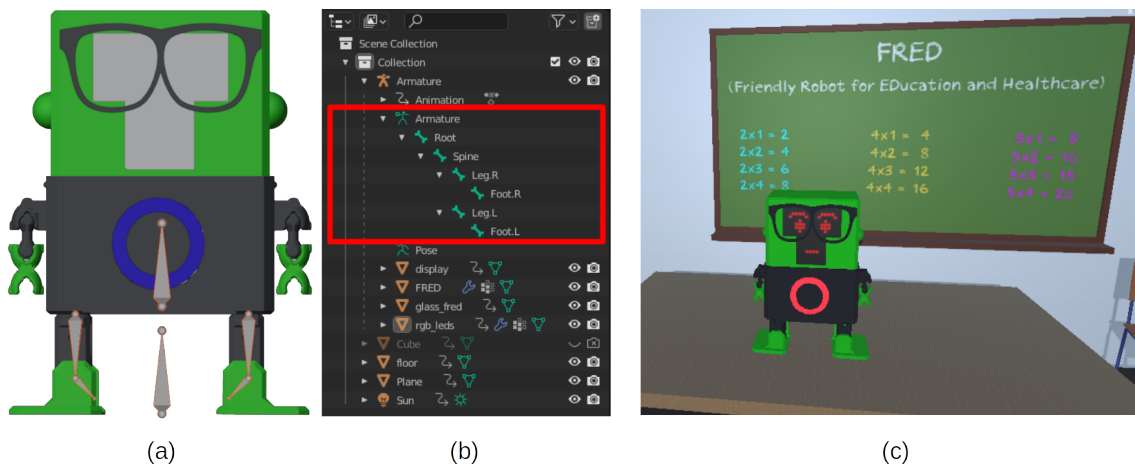 Scene Collection
Collection
Armature
Animation
Armature
Root
Spine
Leg.R
Foot.R
Leg.L
Foot.L
Pose
display
FRED
glass_fred
rgb_leds
Cube
floor
Plane
Sun
FRED
(Friendly Robot for EDucation and Healthcare)
2x1 = 2
2x2 = 4
2x3 = 6
2x4 = 8
4x1 = 4
4x2 = 8
4x3 = 12
4x4 = 16
5x1 = 5
5x2 = 10
5x3 = 15
(a)
(b)
(c)